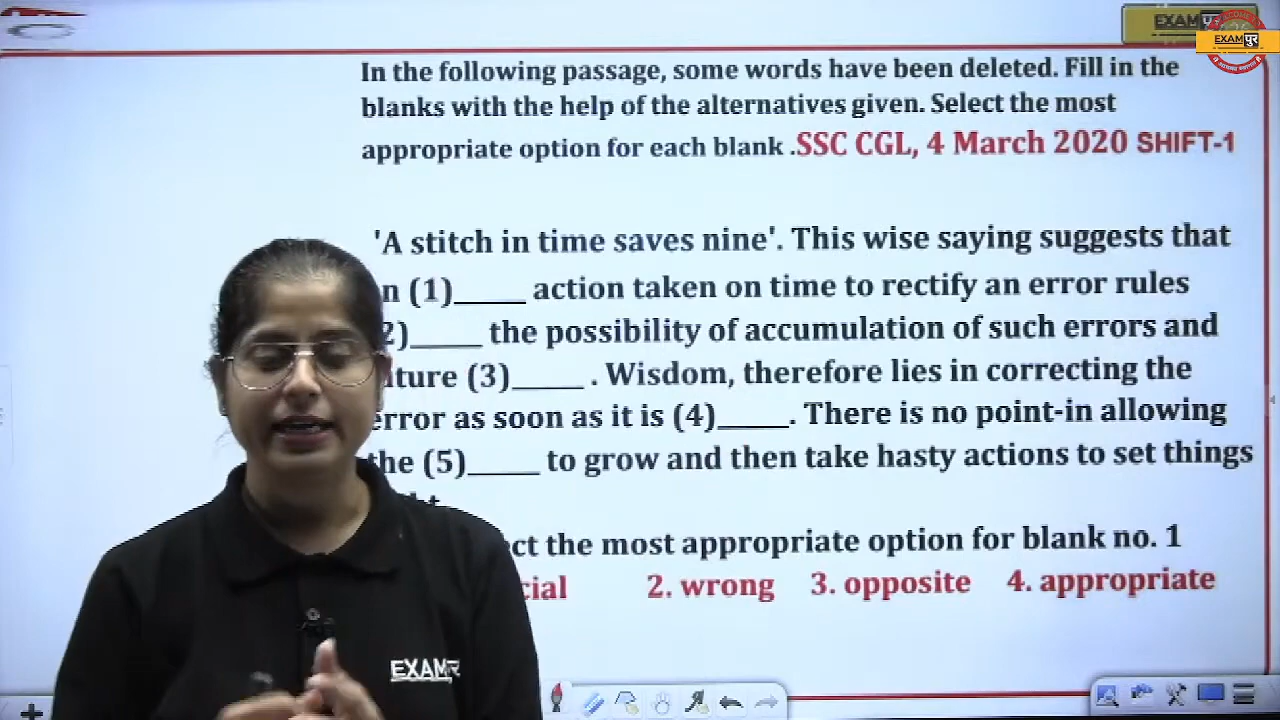 EXAMपुर
EXAMपुर
In the following passage, some words have been deleted. Fill in the
blanks with the help of the alternatives given. Select the most
appropriate option for each blank .SSC CGL, 4 March 2020 SHIFT-1
'A stitch in time saves nine'. This wise saying suggests that
n (1)_____ action taken on time to rectify an error rules
2)_____ the possibility of accumulation of such errors and
(3)_____ . Wisdom, therefore lies in correcting the
error as soon as it is (4)_____. There is no point-in allowing
the (5)_____ to grow and then take hasty actions to set things
the most appropriate option for blank no. 1
2. wrong 3. opposite 4. appropriate
EXAMपुर